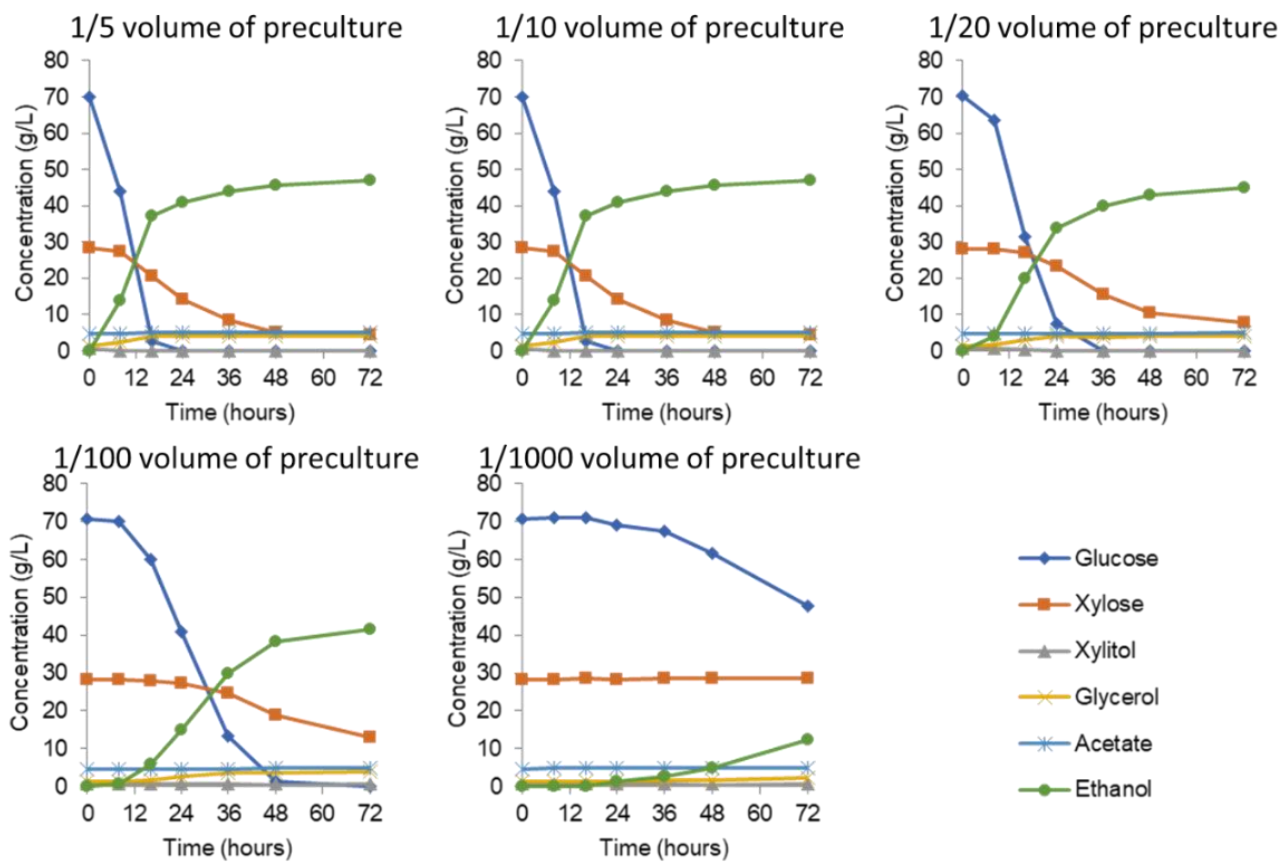 1/5 volume of preculture
1/10 volume of preculture
1/20 volume of preculture
Concentration (g/L)
80
70
60
50
40
30
20
10
0
0 12 24 36 48 60 72
Time (hours)
Concentration (g/L)
80
70
60
50
40
30
20
10
0
0 12 24 36 48 60 72
Time (hours)
Concentration (g/L)
80
70
60
50
40
30
20
10
0
0 12 24 36 48 60 72
Time (hours)
1/100 volume of preculture
1/1000 volume of preculture
Concentration (g/L)
80
70
60
50
40
30
20
10
0
0 12 24 36 48 60 72
Time (hours)
Concentration (g/L)
80
70
60
50
40
30
20
10
0
0 12 24 36 48 60 72
Time (hours)
Glucose
Xylose
Xylitol
Glycerol
Acetate
Ethanol